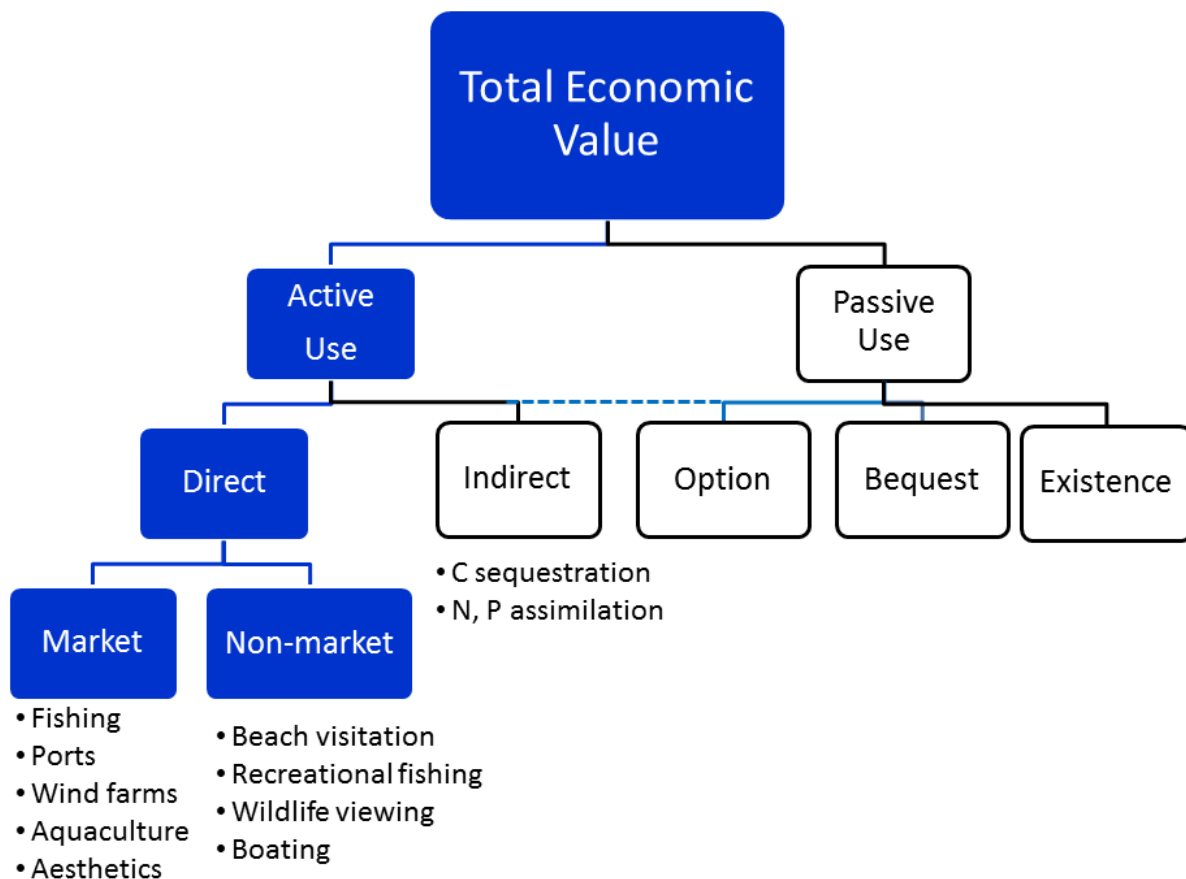 Total Economic
Value
Active
Use
Passive
Use
Direct
Indirect
Option
Bequest
Existence
• C sequestration
• N, P assimilation
Market
Non-market
• Fishing
• Ports
• Wind farms
• Aquaculture
• Aesthetics
• Beach visitation
• Recreational fishing
• Wildlife viewing
• Boating